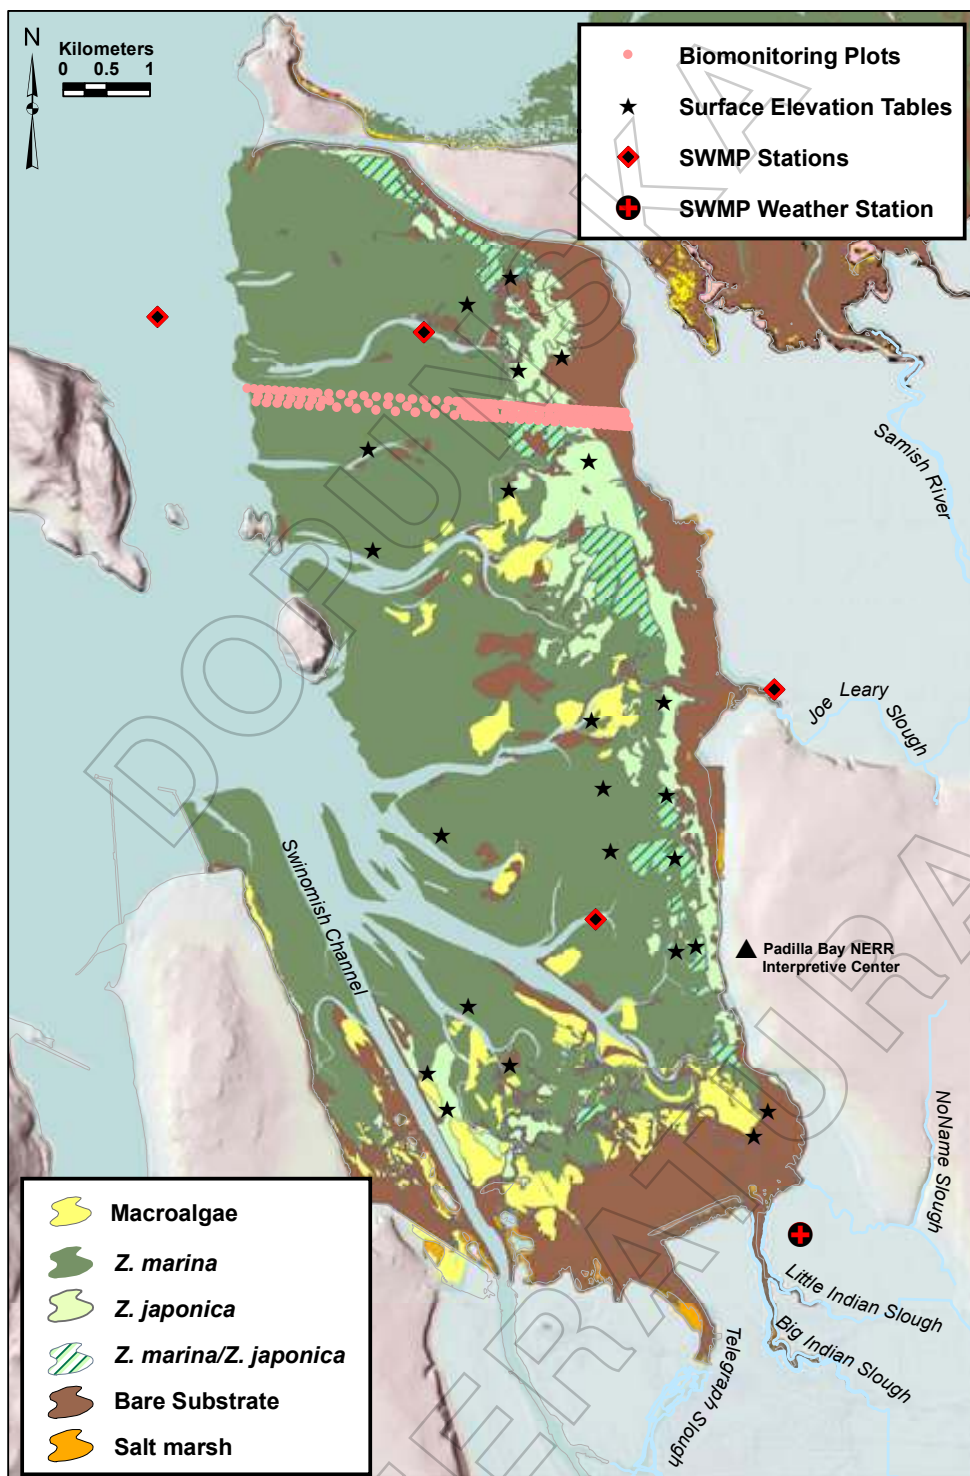 N
Kilometers
0 0.5 1
Biomonitoring Plots
Surface Elevation Tables
SWMP Stations
SWMP Weather Station
Samish River
Joe Leary Slough
Swinomish Channel
Padilla Bay NERR
Interpretive Center
NoName Slough
Little Indian Slough
Big Indian Slough
Telegraph Slough
Macroalgae
Z. marina
Z. japonica
Z. marina/Z. japonica
Bare Substrate
Salt marsh